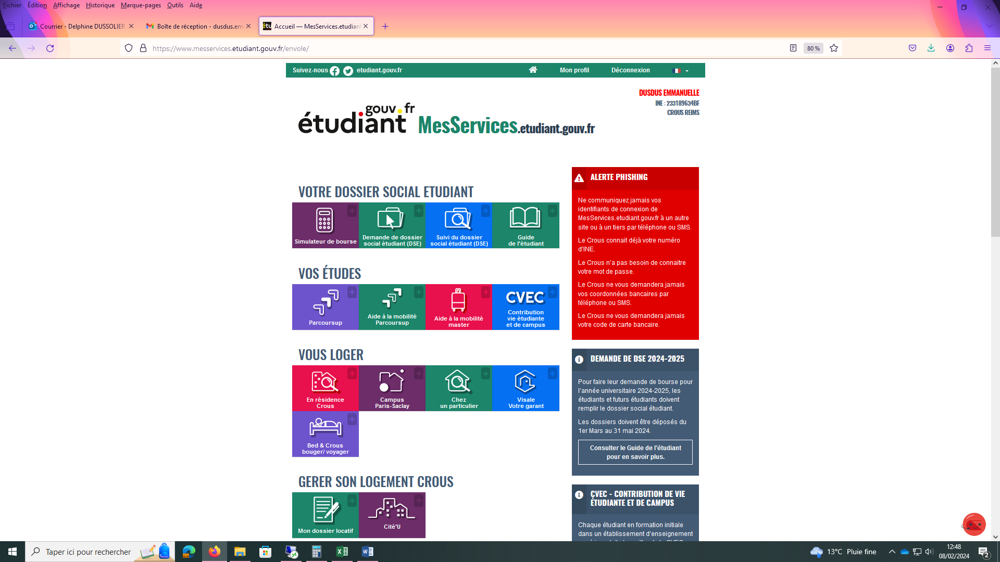 Fichier Édition Affichage Historique Marque-pages Outils Aide
Courrier - Delphine DUSSOLIER
Boîte de réception - dusdus.em
Accueil — MesServices.etudiant
https://www.messervices.etudiant.gouv.fr/envole/
80 %
Suivez-nous etudiant.gouv.fr
Mon profil
Déconnexion
DUSDUS EMMANUELLE
INE : 233189634BF
CROUS REIMS
étudiant gouv.fr
MesServices.etudiant.gouv.fr
VOTRE DOSSIER SOCIAL ETUDIANT
Simulateur de bourse
Demande de dossier
social étudiant (DSE)
Suivi du dossier
social étudiant (DSE)
Guide
de l'étudiant
VOS ÉTUDES
Parcoursup
Aide à la mobilité
Parcoursup
Aide à la mobilité
master
CVEC
Contribution
vie étudiante
et de campus
VOUS LOGER
En résidence
Crous
Campus
Paris-Saclay
Chez
un particulier
Visale
Votre garant
Bed & Crous
bouger/ voyager
GERER SON LOGEMENT CROUS
Mon dossier locatif
Cité'U
ALERTE PHISHING
Ne communiquez jamais vos
identifiants de connexion de
MesServices.etudiant.gouv.fr à un autre
site ou à un tiers par téléphone ou SMS.
Le Crous connait déjà votre numéro
d'INE.
Le Crous n'a pas besoin de connaitre
votre mot de passe.
Le Crous ne vous demandera jamais
vos coordonnées bancaires par
téléphone ou SMS.
Le Crous ne vous demandera jamais
votre code de carte bancaire.
DEMANDE DE DSE 2024-2025
Pour faire leur demande de bourse pour
l'année universitaire 2024-2025, les
étudiants et futurs étudiants doivent
remplir le dossier social étudiant.
Les dossiers doivent être déposés du
1er Mars au 31 mai 2024.
Consulter le Guide de l'étudiant
pour en savoir plus.
CVEC - CONTRIBUTION DE VIE
ÉTUDIANTE ET DE CAMPUS
Chaque étudiant en formation initiale
dans un établissement d'enseignement
Taper ici pour rechercher
13°C Pluie fine
12:48
08/02/2024
2